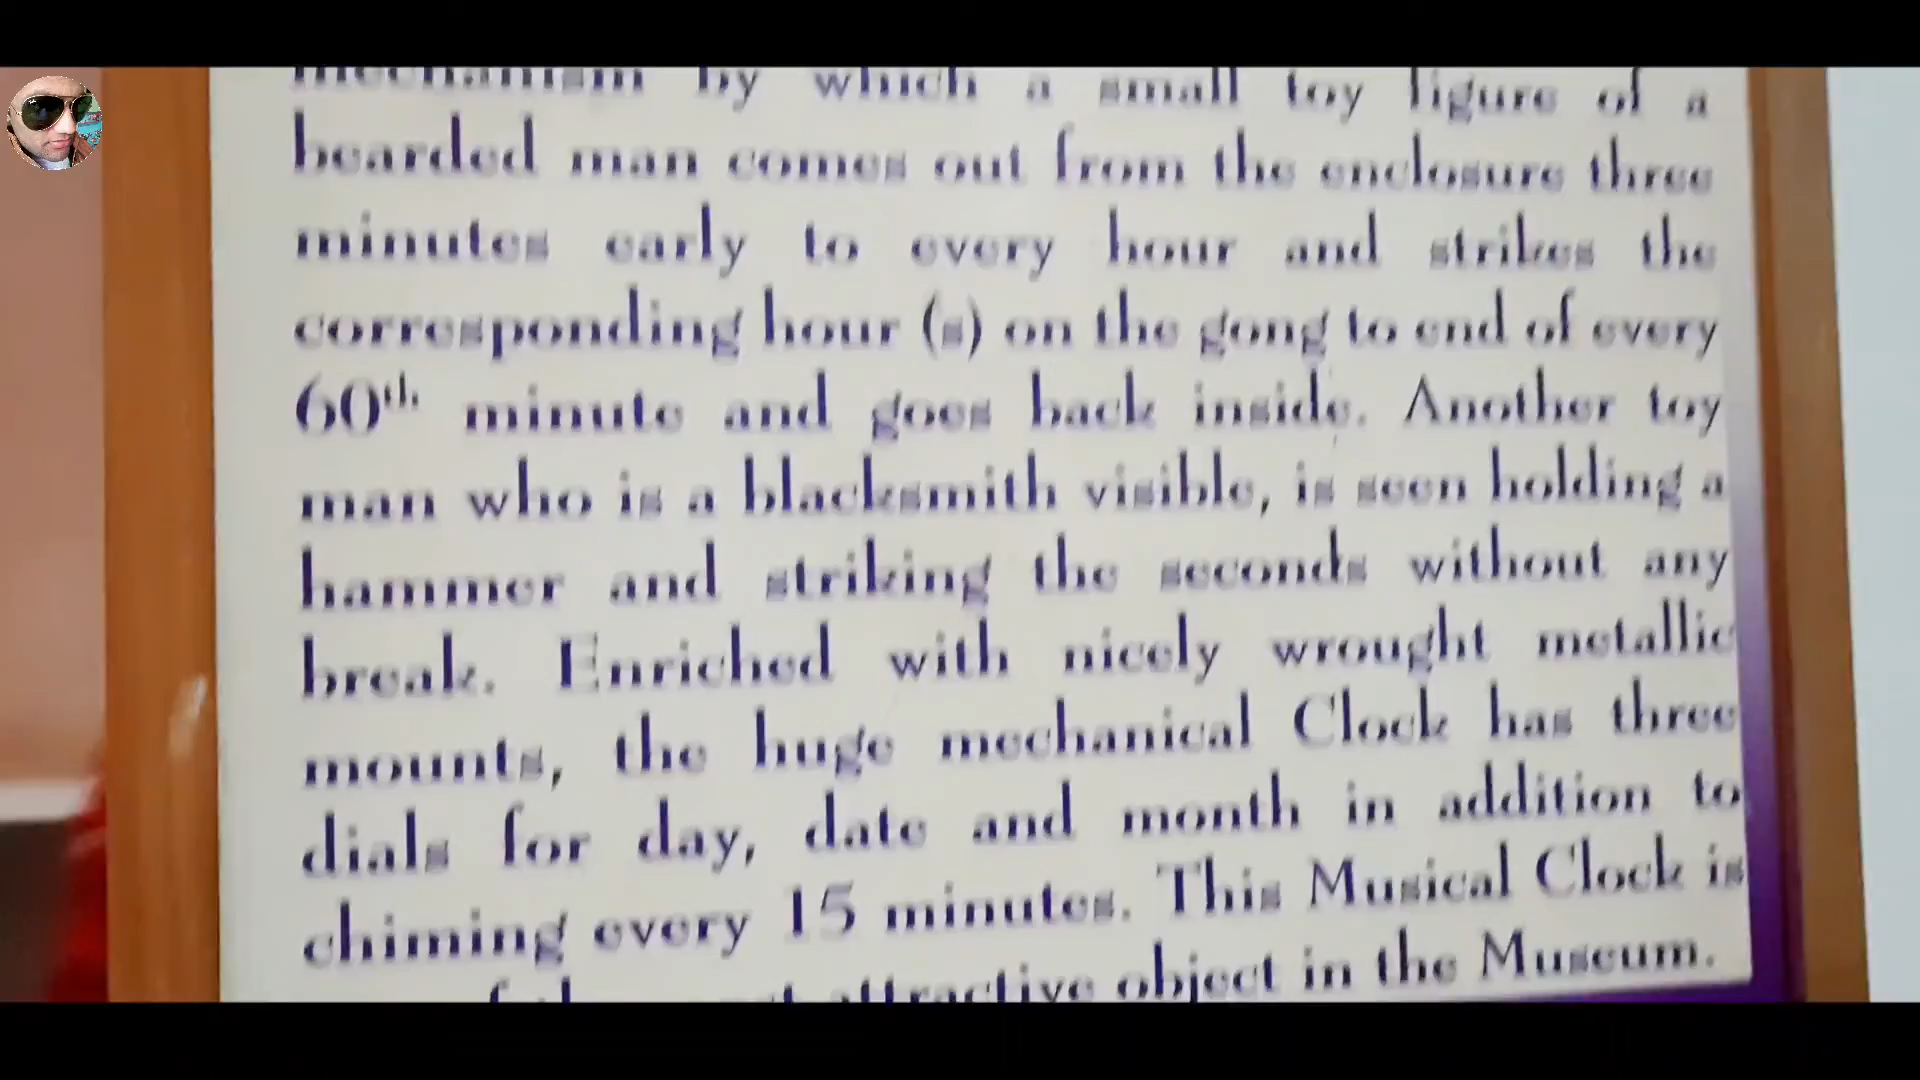 mechanism by which a small toy figure of a
bearded man comes out from the enclosure three
minutes early to every hour and strikes the
corresponding hour (s) on the gong to end of every
60th minute and goes back inside. Another toy
man who is a blacksmith visible, is seen holding a
hammer and striking the seconds without any
break. Enriched with nicely wrought metallic
mounts, the huge mechanical Clock has three
dials for day, date and month in addition to
chiming every 15 minutes. This Musical Clock is
attractive object in the Museum.